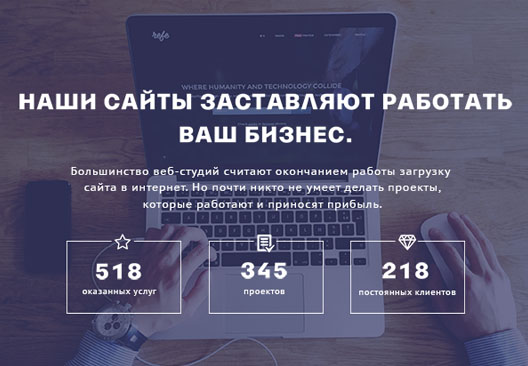 refe
WHERE HUMANITY AND TECHNOLOGY COLLIDE
НАШИ САЙТЫ ЗАСТАВЛЯЮТ РАБОТАТЬ
ВАШ БИЗНЕС.
Большинство веб-студий считают окончанием работы загрузку
сайта в интернет. Но почти никто не умеет делать проекты,
которые работают и приносят прибыль.
518 345 218
оказанных услуг проектов постоянных клиентов